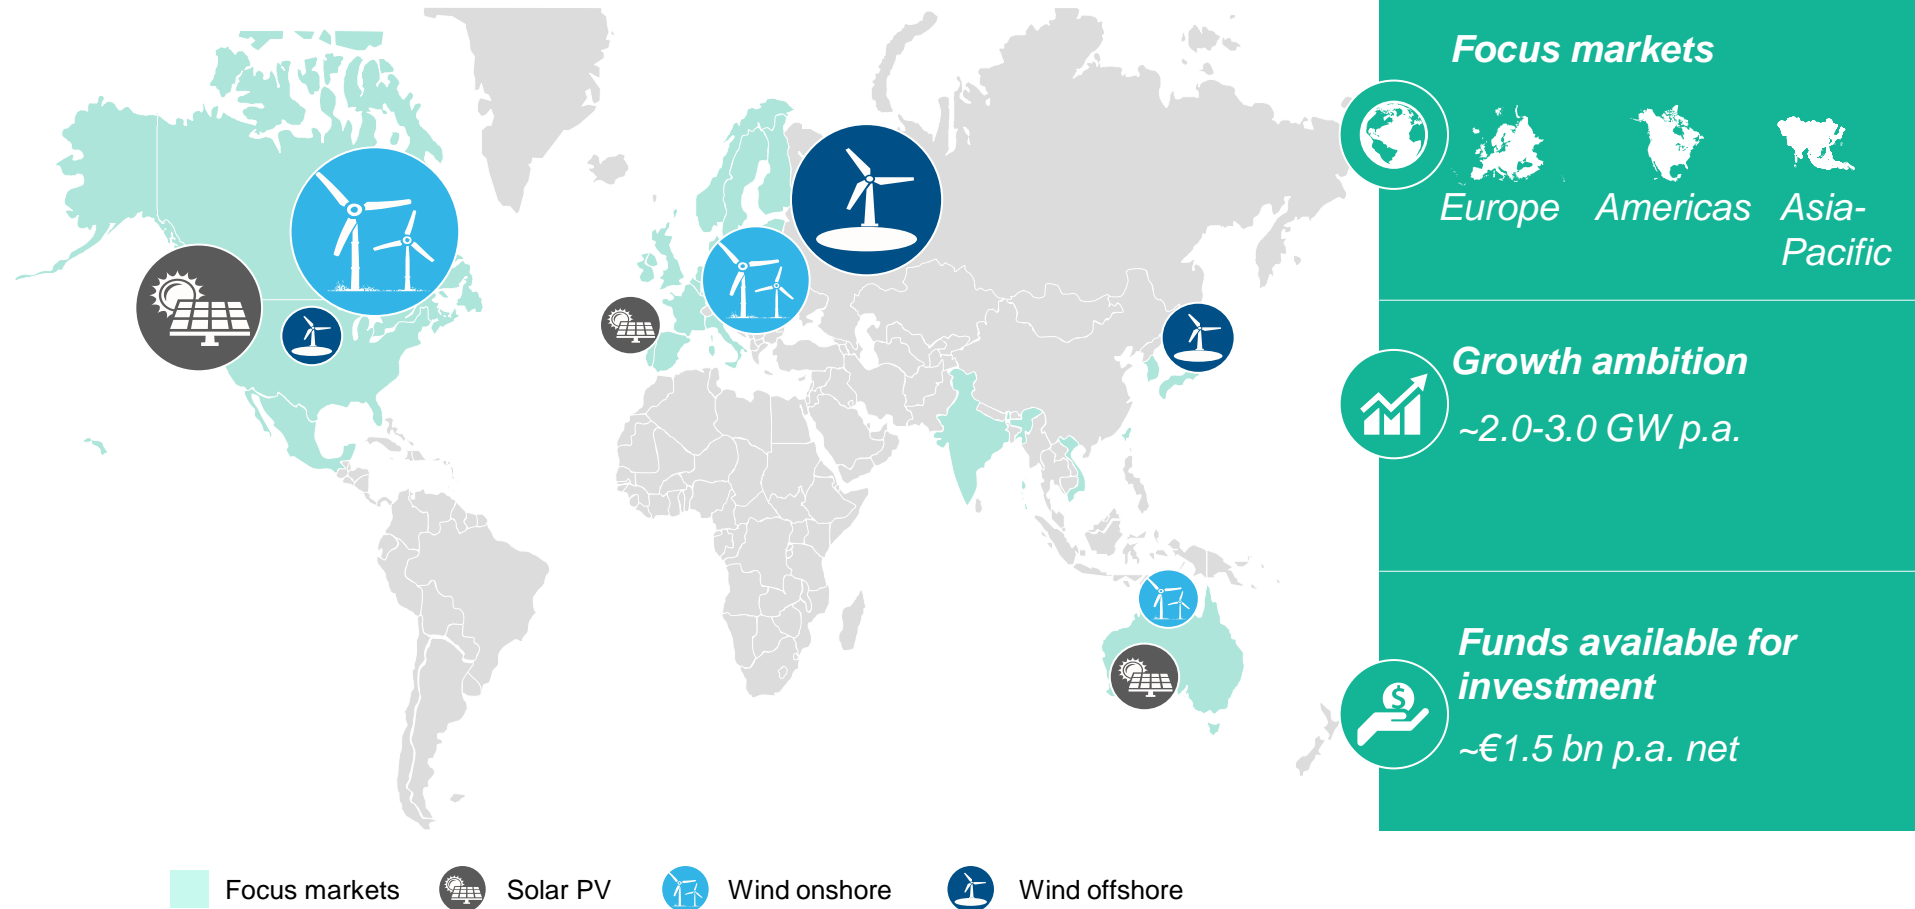 Focus markets
Europe
Americas
Asia-
Pacific
Growth ambition
~2.0-3.0 GW p.a.
Funds available for
investment
$
~€1.5 bn p.a. net
Focus markets
Solar PV
Wind onshore
Wind offshore